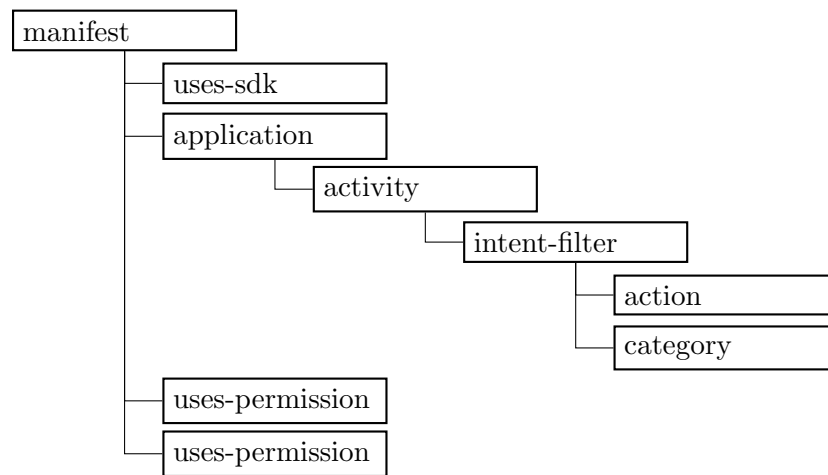 manifest
uses-sdk
application
activity
intent-filter
action
category
uses-permission
uses-permission